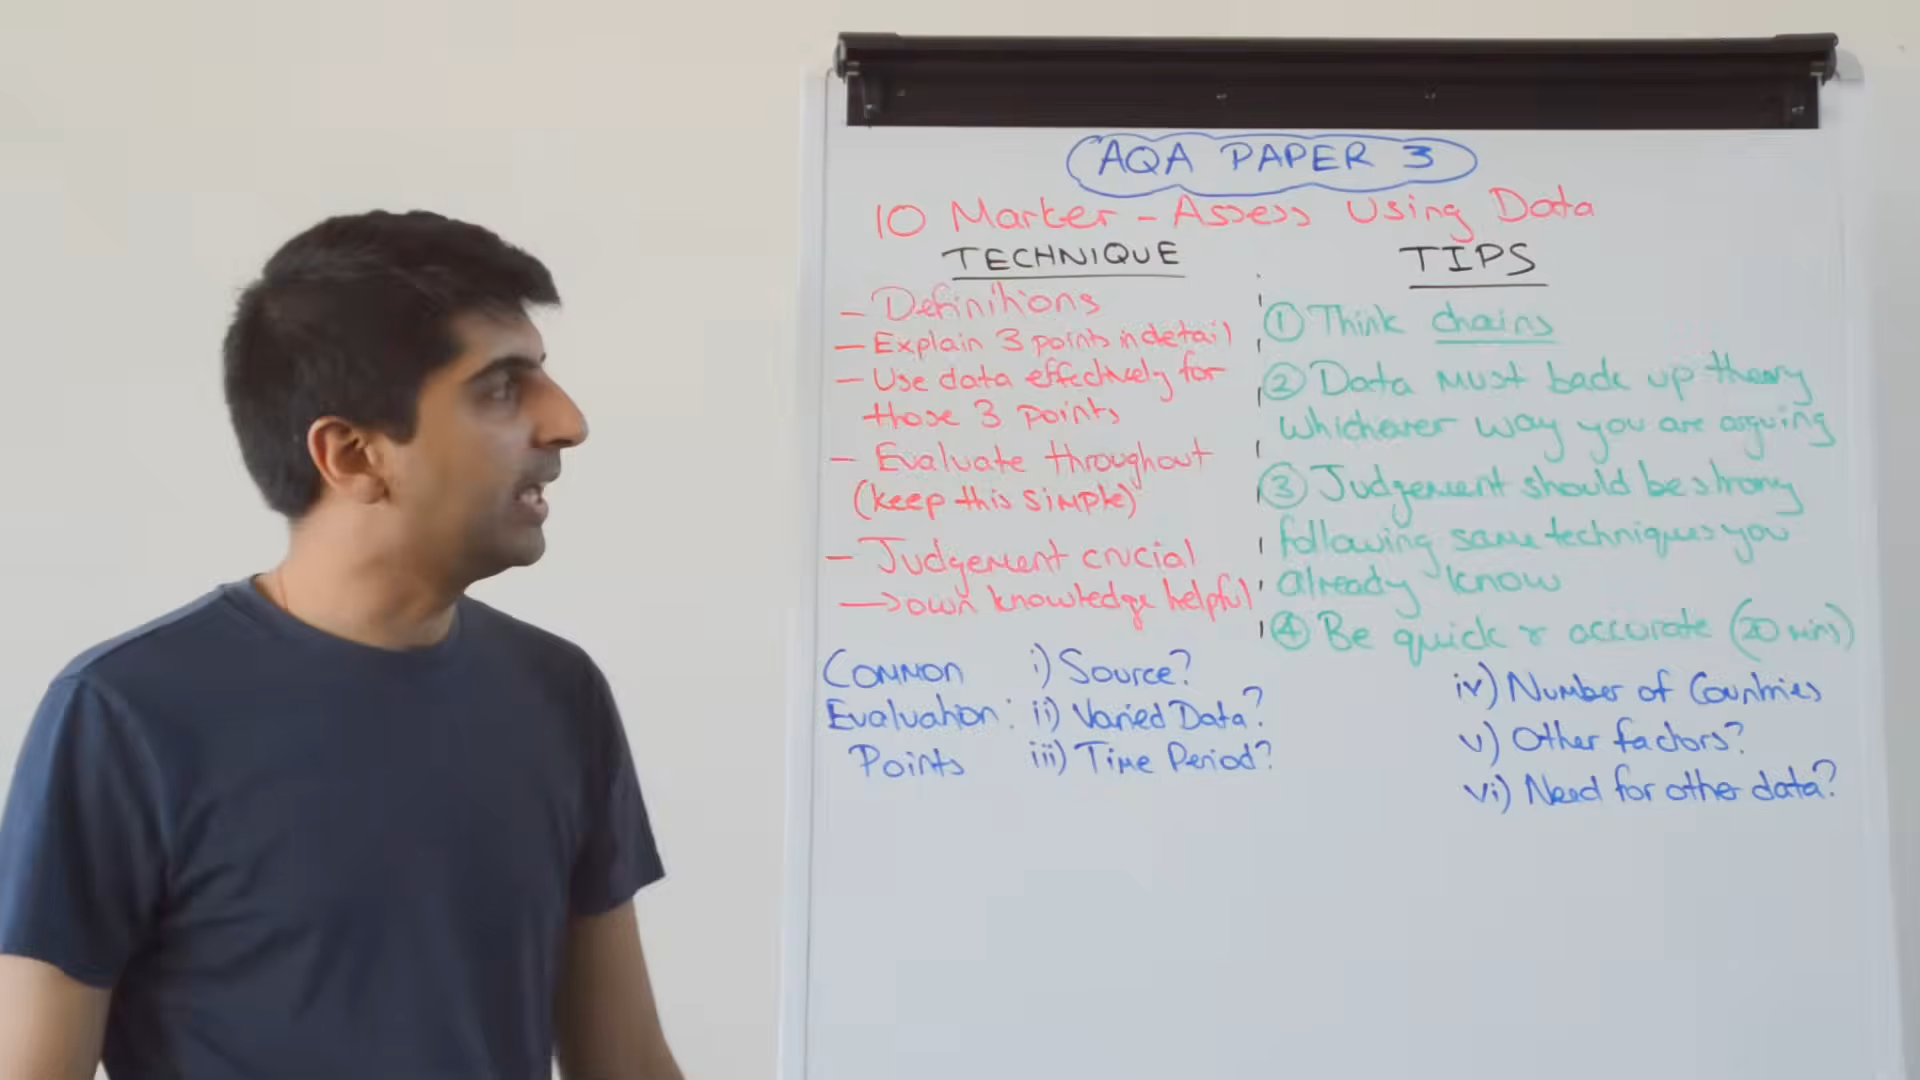 AQA PAPER 3
10 Marker - Assess Using Data
TECHNIQUE
- Definitions
- Explain 3 points in detail
- Use data effectively for
those 3 points
- Evaluate throughout
(keep this simple)
- Judgement crucial
-> own knowledge helpful
TIPS
① Think chains
② Data must back up theory
whichever way you are arguing
③ Judgement should be strong
following same techniques you
already know
④ Be quick & accurate (20 mins)
Common
Evaluation:
Points
i) Source?
ii) Varied Data?
iii) Time Period?
iv) Number of Countries
v) Other factors?
vi) Need for other data?